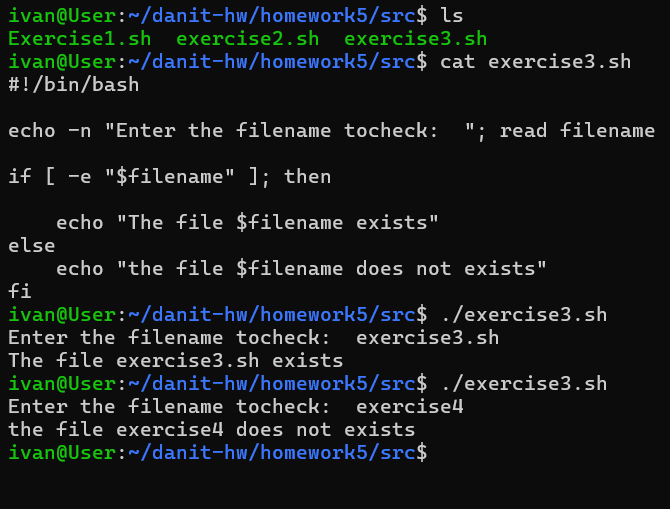 ivan@User:~/danit-hw/homework5/src$ ls
Exercise1.sh  exercise2.sh  exercise3.sh
ivan@User:~/danit-hw/homework5/src$ cat exercise3.sh
#!/bin/bash

echo -n "Enter the filename tocheck:  "; read filename

if [ -e "$filename" ]; then

    echo "The file $filename exists"
else
    echo "the file $filename does not exists"
fi
ivan@User:~/danit-hw/homework5/src$ ./exercise3.sh
Enter the filename tocheck:  exercise3.sh
The file exercise3.sh exists
ivan@User:~/danit-hw/homework5/src$ ./exercise3.sh
Enter the filename tocheck:  exercise4
the file exercise4 does not exists
ivan@User:~/danit-hw/homework5/src$